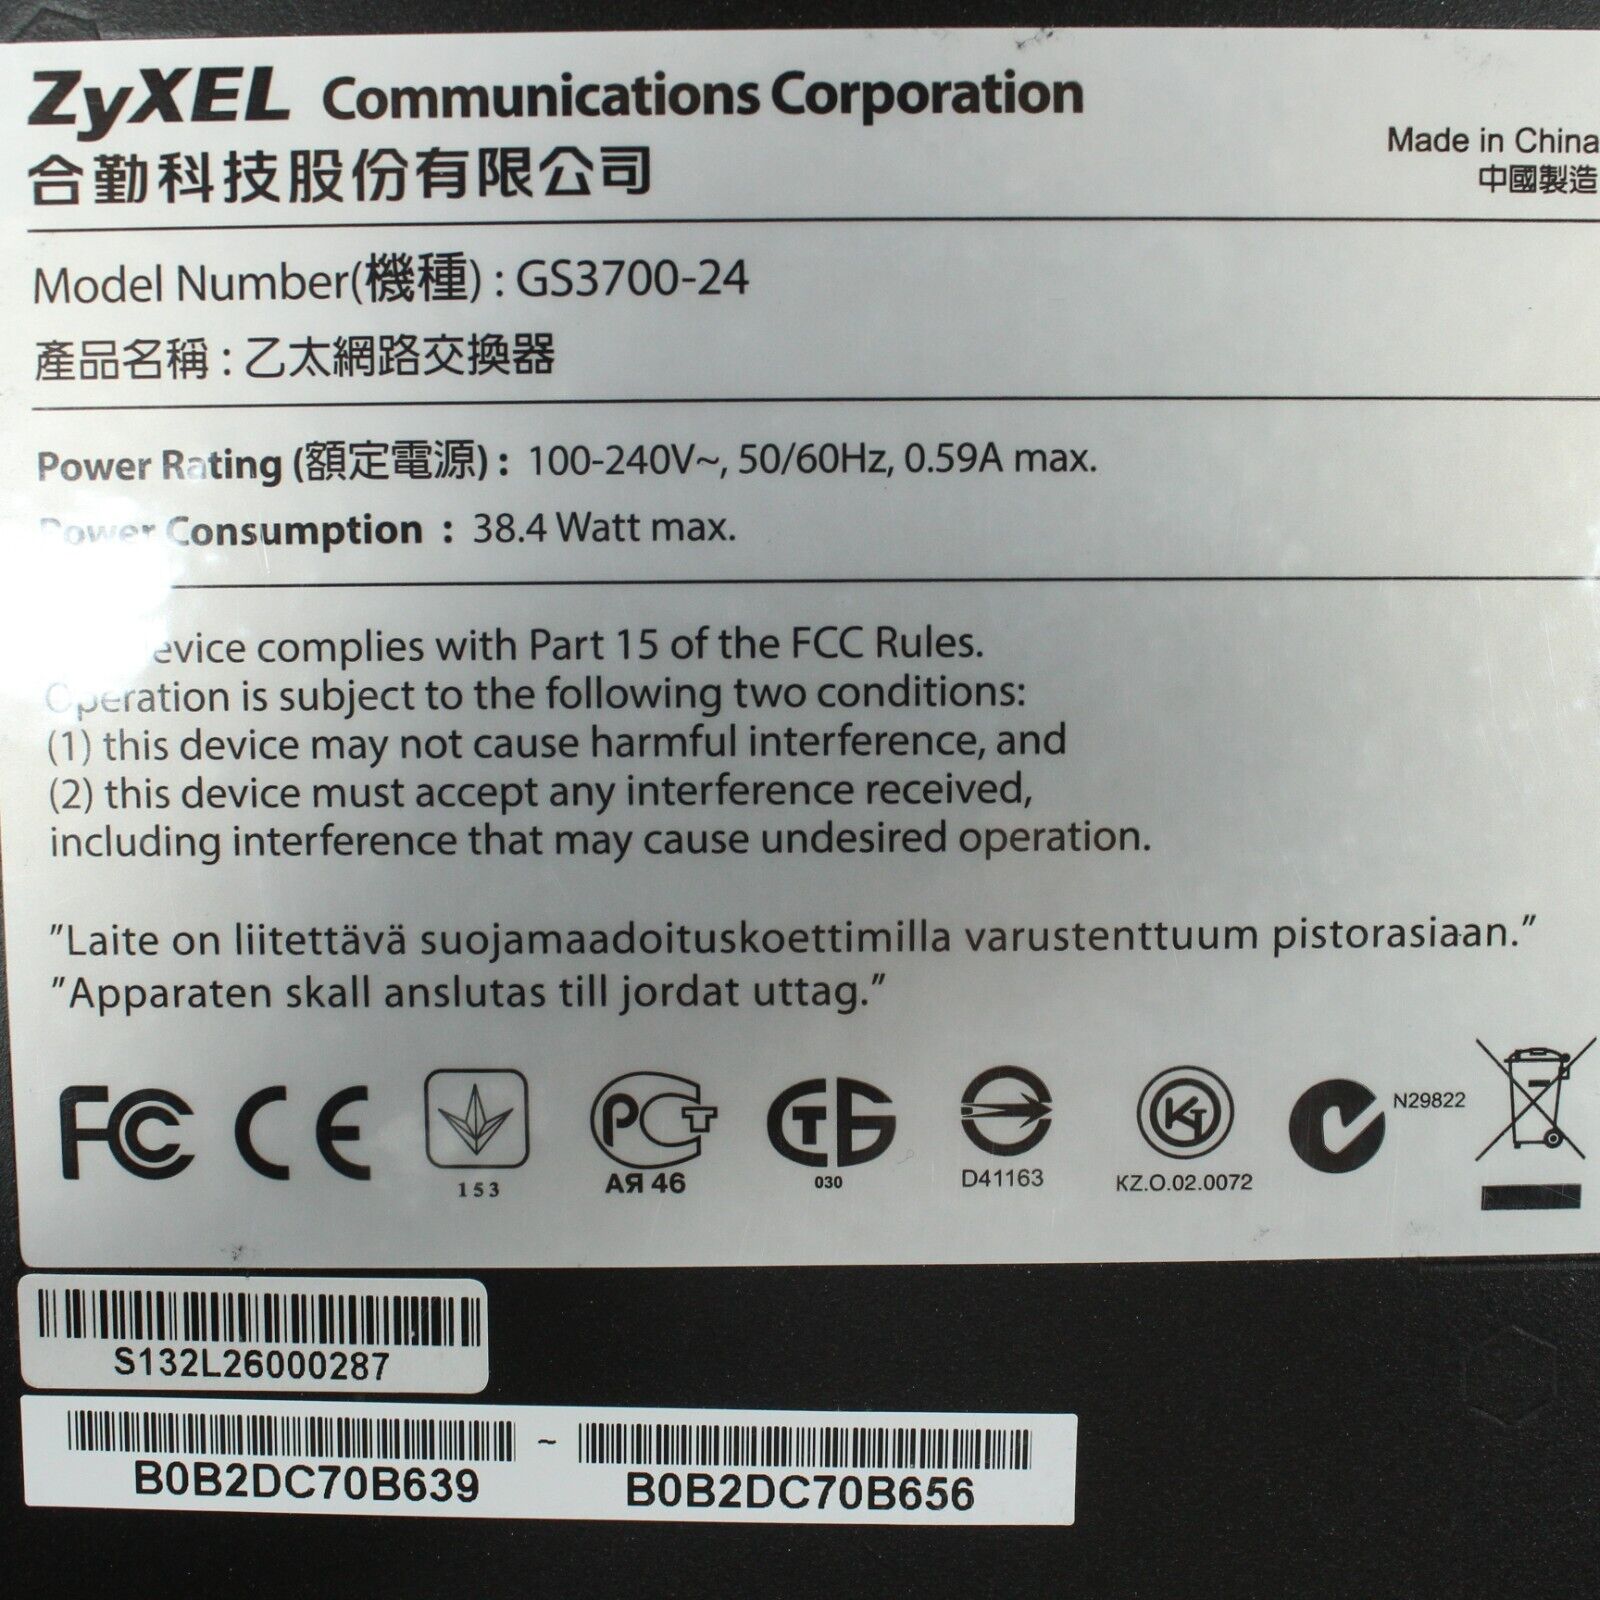 ZyXEL Communications Corporation
合勤科技股份有限公司
Made in China
中國製造
Model Number(機種) : GS3700-24
產品名稱 : 乙太網路交換器
Power Rating (額定電源) : 100-240V~, 50/60Hz, 0.59A max.
Power Consumption : 38.4 Watt max.
complies with Part 15 of the FCC Rules.
Operation is subject to the following two conditions:
(1) this device may not cause harmful interference, and
(2) this device must accept any interference received,
including interference that may cause undesired operation.
"Laite on liitettävä suojamaadoituskoettimilla varustenttuum pistorasiaan."
"Apparaten skall anslutas till jordat uttag."
FC CE PCT N29822
153 АЯ 46 030 D41163 KZ.O.02.0072
S132L26000287
~
B0B2DC70B639 B0B2DC70B656